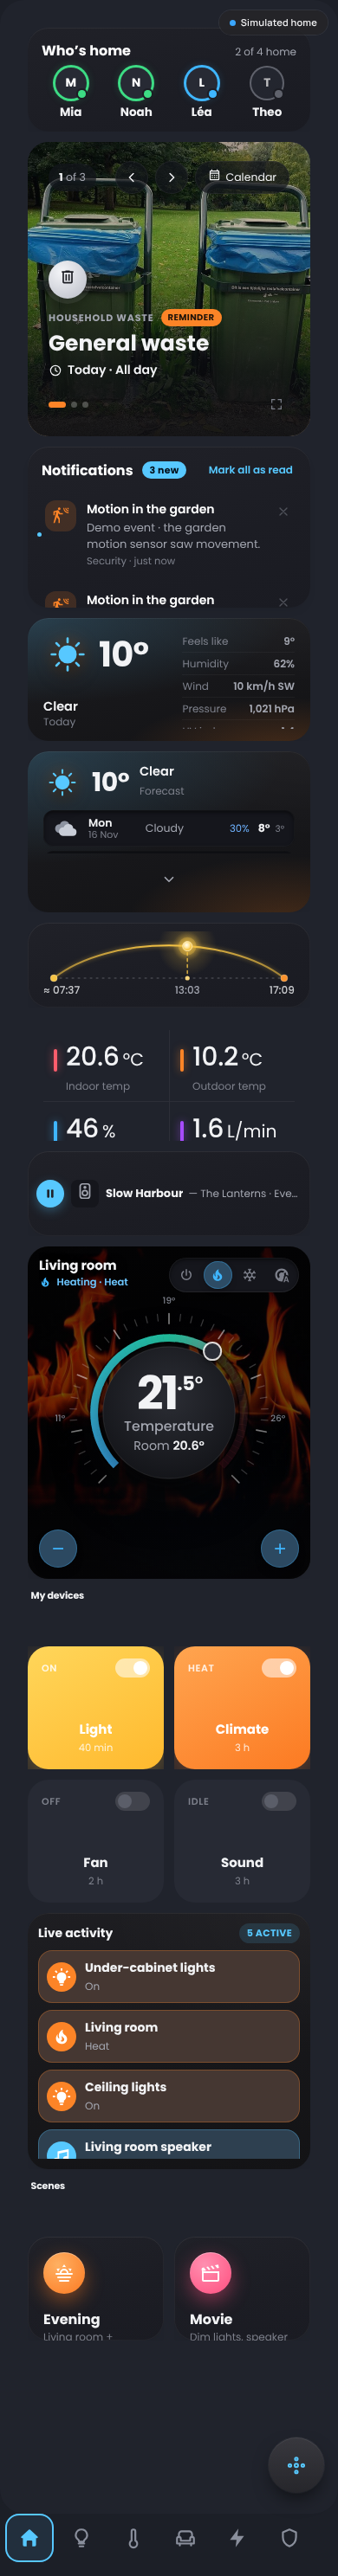 Simulated home
Who's home
2 of 4 home
M
N
L
T
Mia
Noah
Léa
Theo
1 of 3
Calendar
HOUSEHOLD WASTE
REMINDER
General waste
Today · All day
Notifications
3 new
Mark all as read
Motion in the garden
Demo event · the garden
motion sensor saw movement.
Security · just now
Motion in the garden
10°
Clear
Today
Feels like 9°
Humidity 62%
Wind 10 km/h SW
Pressure 1,021 hPa
10°
Clear
Forecast
Mon
16 Nov
Cloudy
30% 8° 3°
≈ 07:37
13:03
17:09
20.6 °C
Indoor temp
10.2 °C
Outdoor temp
46 %
1.6 L/min
Slow Harbour — The Lanterns · Eve...
Living room
Heating · Heat
A
19°
11°
26°
21.5°
Temperature
Room 20.6°
My devices
ON
Light
40 min
HEAT
Climate
3 h
OFF
Fan
2 h
IDLE
Sound
3 h
Live activity
5 ACTIVE
Under-cabinet lights
On
Living room
Heat
Ceiling lights
On
Living room speaker
Scenes
Evening
Living room +
Movie
Dim lights, speaker